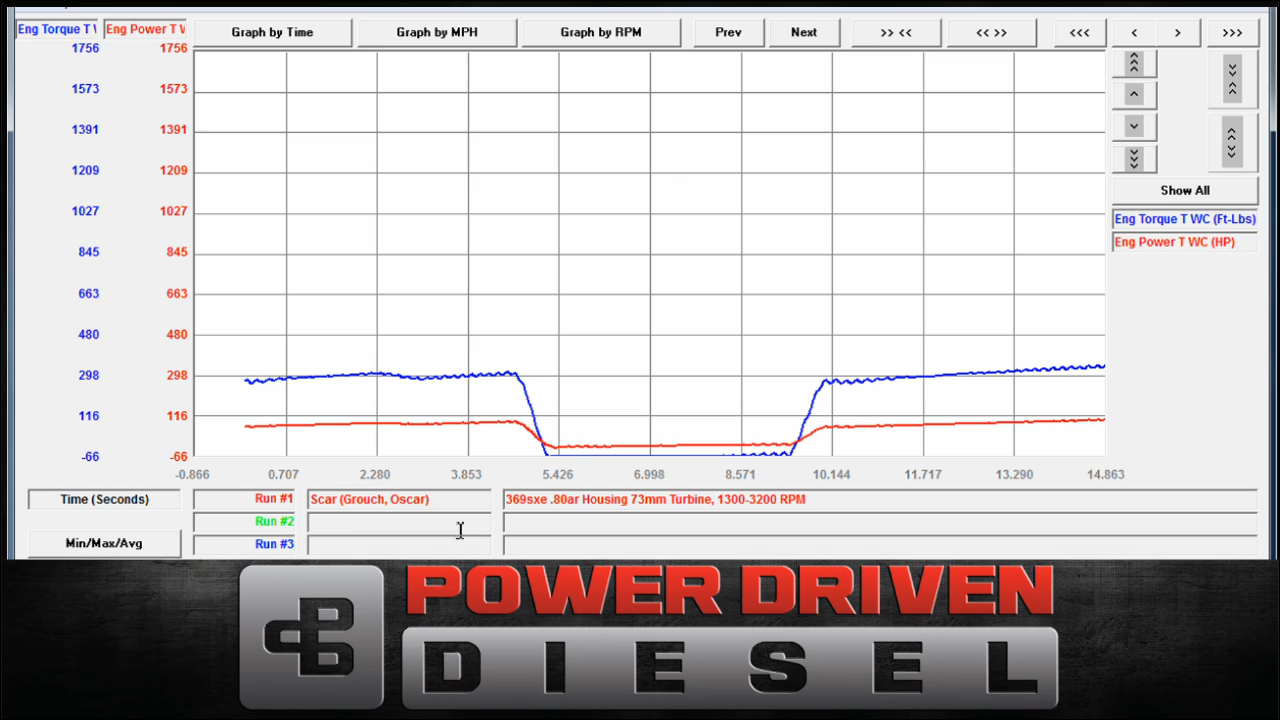 Eng Torque T \ Eng Power T W Graph by Time Graph by MPH Graph by RPM Prev Next >> << << >> <<< < > >>>
1756 1756
1573 1573
1391 1391
1209 1209
1027 1027
845 845
663 663
480 480
298 298
116 116
-66 -66
Show All
Eng Torque T WC (Ft-Lbs)
Eng Power T WC (HP)
-0.866 0.707 2.280 3.853 5.426 6.998 8.571 10.144 11.717 13.290 14.863
Time (Seconds) Run #1 Scar (Grouch, Oscar) 369sxe .80ar Housing 73mm Turbine, 1300-3200 RPM
Run #2
Min/Max/Avg Run #3
POWER DRIVEN
DIESEL